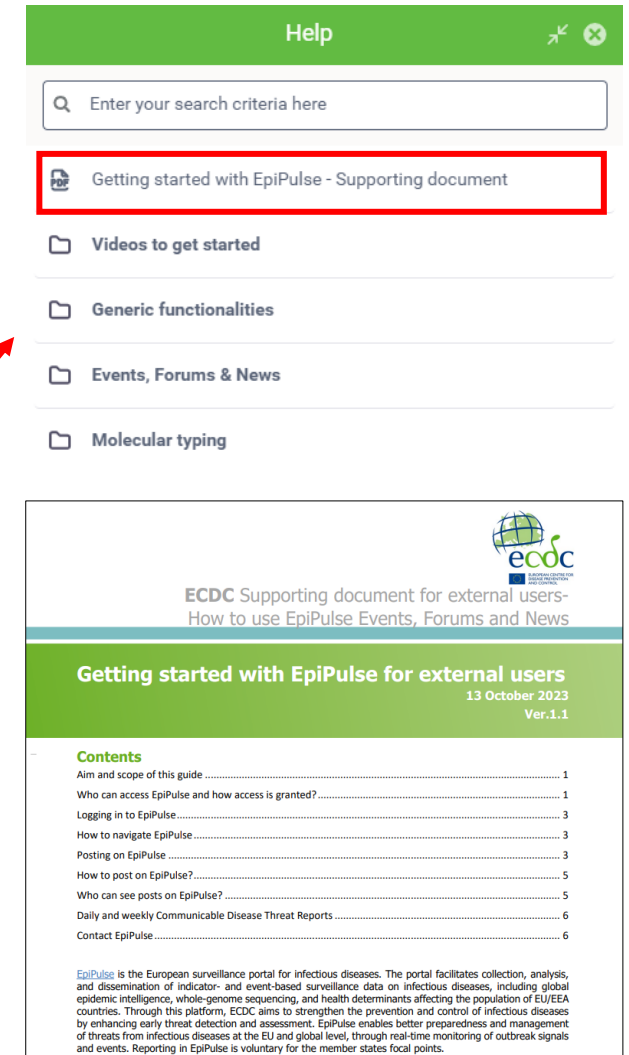 Help
Enter your search criteria here
PDF
Getting started with EpiPulse - Supporting document
Videos to get started
Generic functionalities
Events, Forums & News
Molecular typing
ecdc
EUROPEAN CENTRE FOR
DISEASE PREVENTION
AND CONTROL
ECDC Supporting document for external users-
How to use EpiPulse Events, Forums and News
Getting started with EpiPulse for external users
13 October 2023
Ver.1.1
Contents
Aim and scope of this guide ........ 1
Who can access EpiPulse and how access is granted? ........ 1
Logging in to EpiPulse ........ 3
How to navigate EpiPulse ........ 3
Posting on EpiPulse ........ 3
How to post on EpiPulse? ........ 5
Who can see posts on EpiPulse? ........ 5
Daily and weekly Communicable Disease Threat Reports ........ 6
Contact EpiPulse ........ 6
EpiPulse is the European surveillance portal for infectious diseases. The portal facilitates collection, analysis,
and dissemination of indicator- and event-based surveillance data on infectious diseases, including global
epidemic intelligence, whole-genome sequencing, and health determinants affecting the population of EU/EEA
countries. Through this platform, ECDC aims to strengthen the prevention and control of infectious diseases
by enhancing early threat detection and assessment. EpiPulse enables better preparedness and management
of threats from infectious diseases at the EU and global level, through real-time monitoring of outbreak signals
and events. Reporting in EpiPulse is voluntary for the member states focal points.